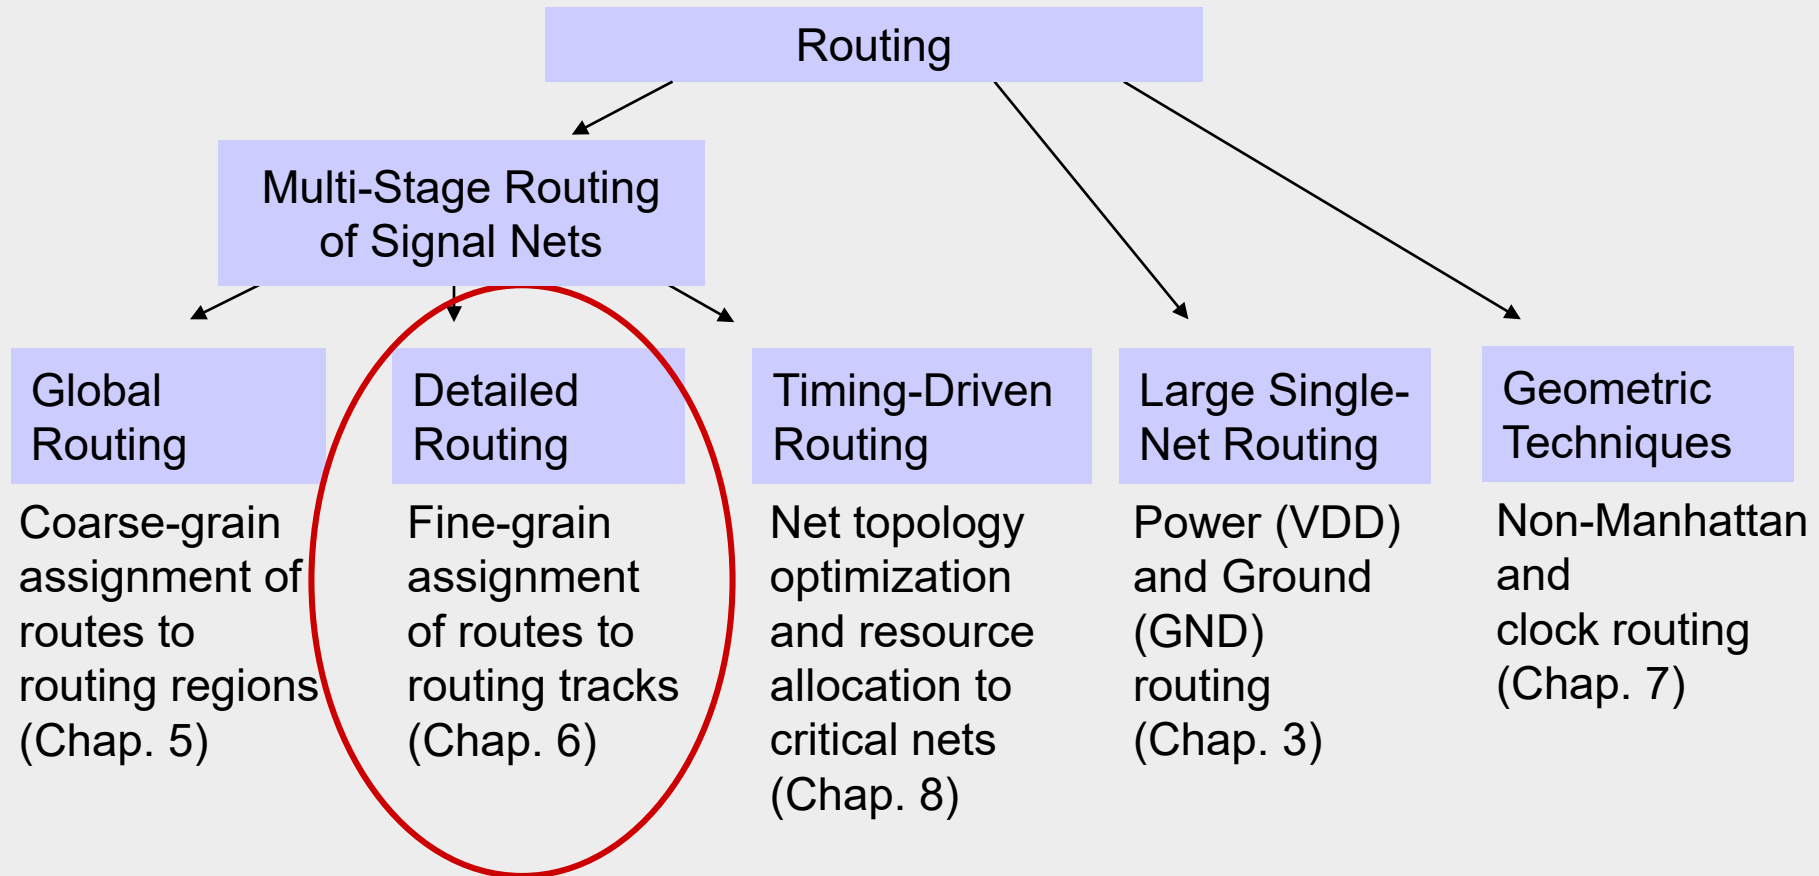 Routing
Multi-Stage Routing
of Signal Nets
Global
Routing
Coarse-grain
assignment of
routes to
routing regions
(Chap. 5)
Detailed
Routing
Fine-grain
assignment
of routes to
routing tracks
(Chap. 6)
Timing-Driven
Routing
Net topology
optimization
and resource
allocation to
critical nets
(Chap. 8)
Large Single-
Net Routing
Power (VDD)
and Ground
(GND)
routing
(Chap. 3)
Geometric
Techniques
Non-Manhattan
and
clock routing
(Chap. 7)